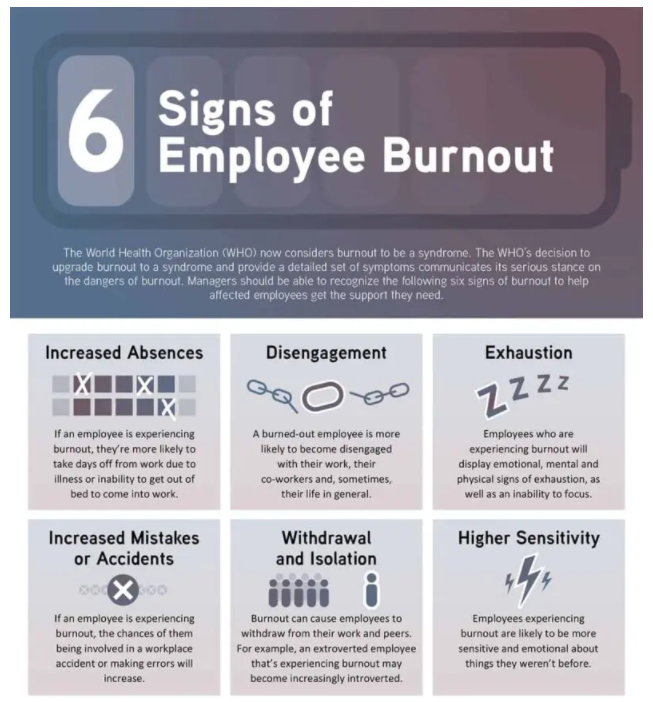 6
Signs of
Employee Burnout
The World Health Organization (WHO) now considers burnout to be a syndrome. The WHO's decision to
upgrade burnout to a syndrome and provide a detailed set of symptoms communicates its serious stance on
the dangers of burnout. Managers should be able to recognize the following six signs of burnout to help
affected employees get the support they need.
Increased Absences
If an employee is experiencing
burnout, they're more likely to
take days off from work due to
illness or inability to get out of
bed to come into work.
Disengagement
A burned-out employee is more
likely to become disengaged
with their work, their
co-workers and, sometimes,
their life in general.
Exhaustion
Z Z Z Z
Employees who are
experiencing burnout will
display emotional, mental and
physical signs of exhaustion, as
well as an inability to focus.
Increased Mistakes
or Accidents
If an employee is experiencing
burnout, the chances of them
being involved in a workplace
accident or making errors will
increase.
Withdrawal
and Isolation
Burnout can cause employees to
withdraw from their work and peers.
For example, an extroverted employee
that's experiencing burnout may
become increasingly introverted.
Higher Sensitivity
Employees experiencing
burnout are likely to be more
sensitive and emotional about
things they weren't before.